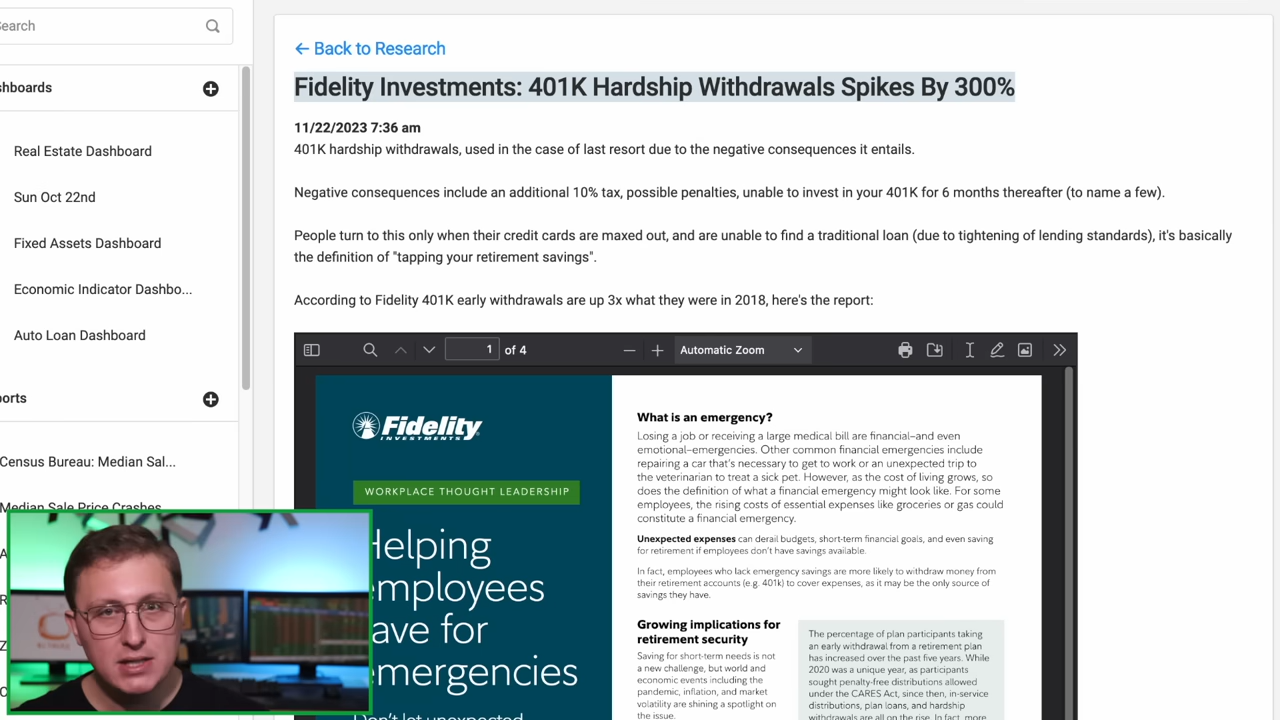 Search
shboards
Real Estate Dashboard
Sun Oct 22nd
Fixed Assets Dashboard
Economic Indicator Dashbo...
Auto Loan Dashboard
ports
Census Bureau: Median Sal...
Median Sale Price Crashes
← Back to Research
Fidelity Investments: 401K Hardship Withdrawals Spikes By 300%
11/22/2023 7:36 am
401K hardship withdrawals, used in the case of last resort due to the negative consequences it entails.
Negative consequences include an additional 10% tax, possible penalties, unable to invest in your 401K for 6 months thereafter (to name a few).
People turn to this only when their credit cards are maxed out, and are unable to find a traditional loan (due to tightening of lending standards), it's basically
the definition of "tapping your retirement savings".
According to Fidelity 401K early withdrawals are up 3x what they were in 2018, here's the report:
1 of 4
Automatic Zoom
Fidelity
INVESTMENTS
WORKPLACE THOUGHT LEADERSHIP
Helping
employees
save for
emergencies
Don't let unexpected
What is an emergency?
Losing a job or receiving a large medical bill are financial–and even
emotional–emergencies. Other common financial emergencies include
repairing a car that's necessary to get to work or an unexpected trip to
the veterinarian to treat a sick pet. However, as the cost of living grows, so
does the definition of what a financial emergency might look like. For some
employees, the rising costs of essential expenses like groceries or gas could
constitute a financial emergency.
Unexpected expenses can derail budgets, short-term financial goals, and even saving
for retirement if employees don't have savings available.
In fact, employees who lack emergency savings are more likely to withdraw money from
their retirement accounts (e.g. 401k) to cover expenses, as it may be the only source of
savings they have.
Growing implications for
retirement security
Saving for short-term needs is not
a new challenge, but world and
economic events including the
pandemic, inflation, and market
volatility are shining a spotlight on
the issue.
The percentage of plan participants taking
an early withdrawal from a retirement plan
has increased over the past five years. While
2020 was a unique year, as participants
sought penalty-free distributions allowed
under the CARES Act, since then, in-service
distributions, plan loans, and hardship
withdrawals are all on the rise. In fact, more